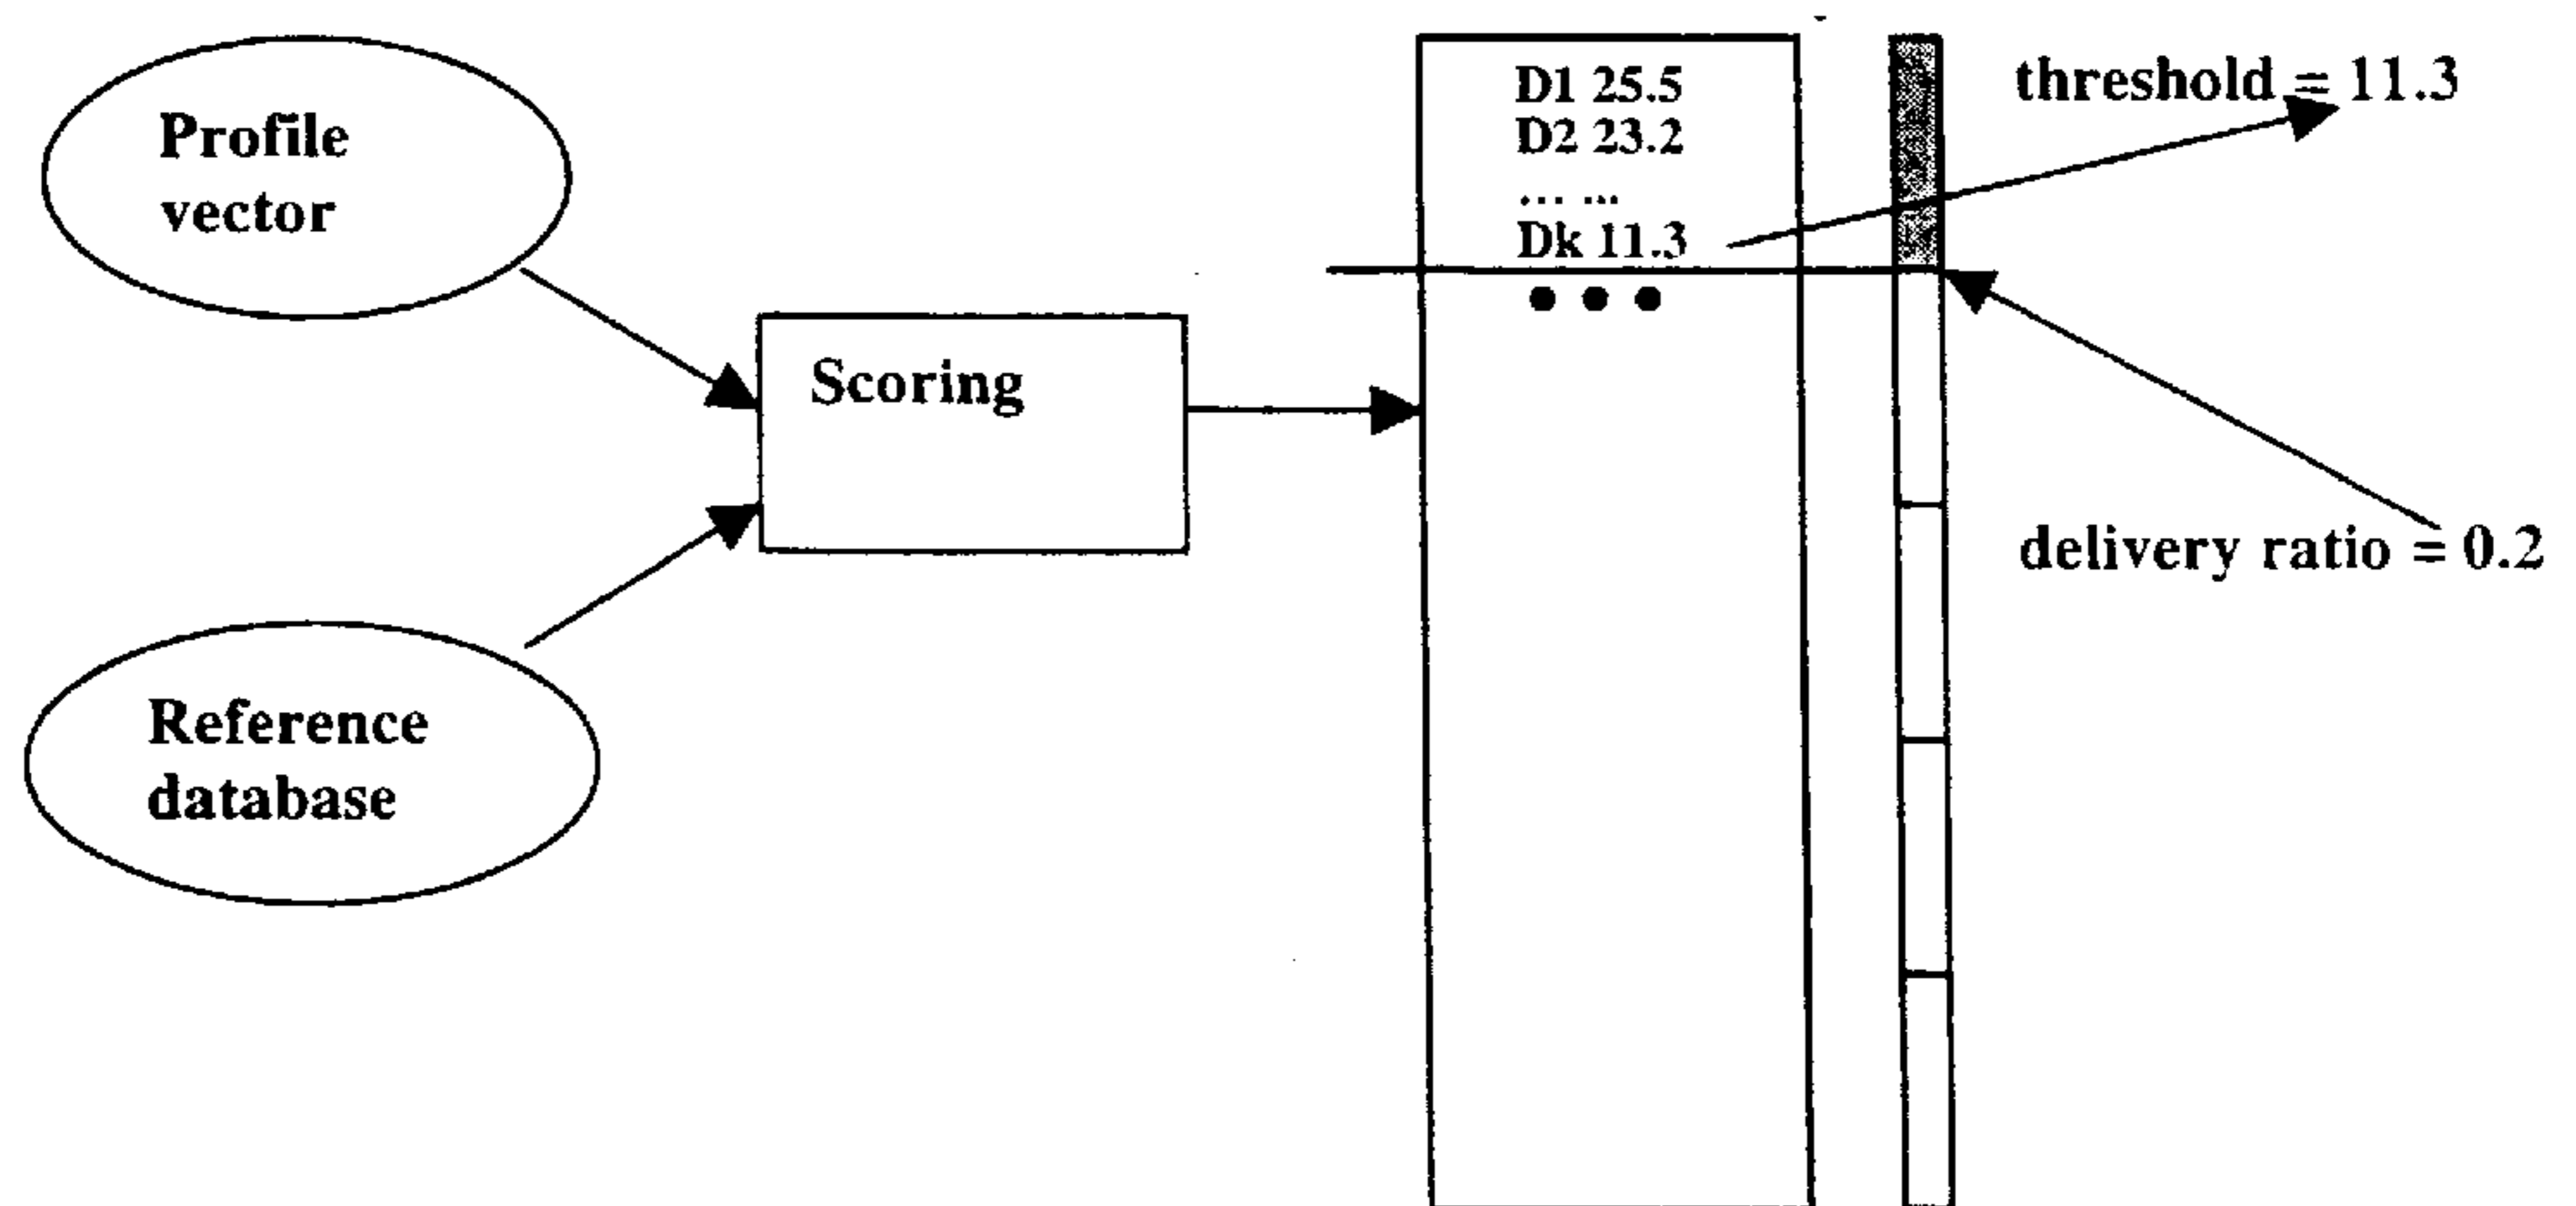 Profile
vector
Reference
database
Scoring
D1 25.5
D2 23.2
... ...
Dk 11.3
● ● ●
threshold = 11.3
delivery ratio = 0.2